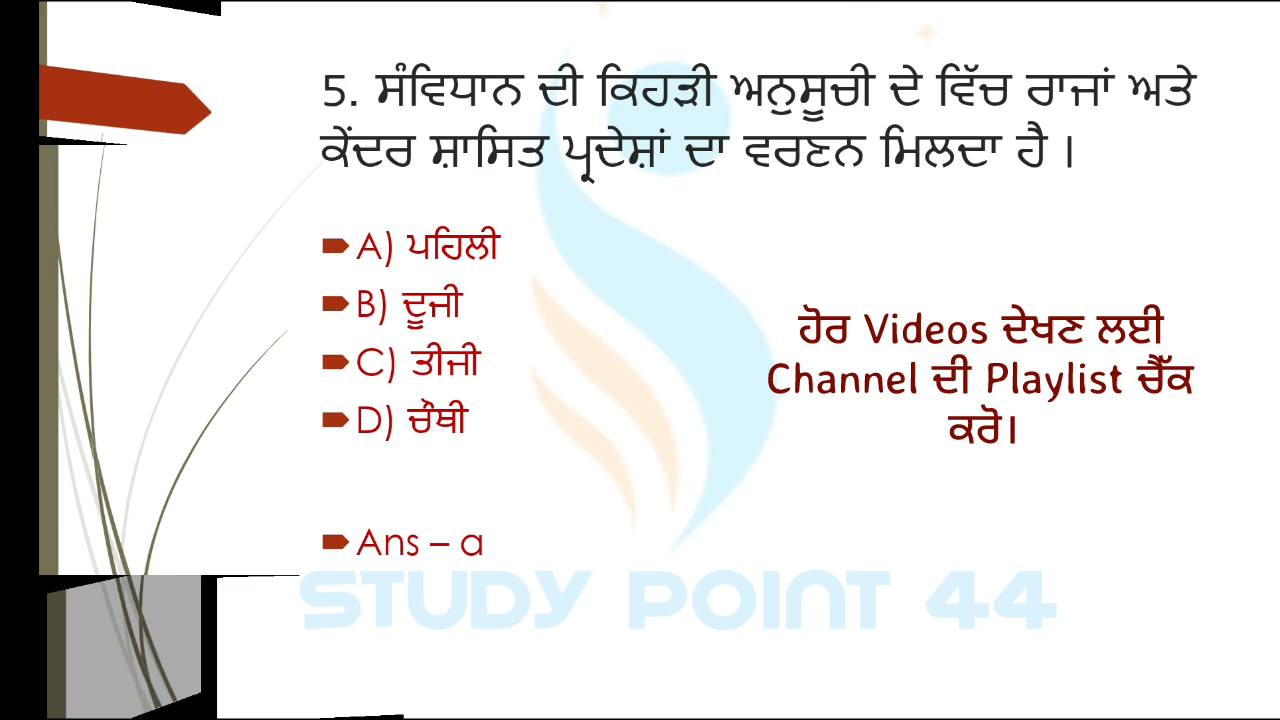 5. ਸੰਵਿਧਾਨ ਦੀ ਕਿਹੜੀ ਅਨੁਸੂਚੀ ਦੇ ਵਿੱਚ ਰਾਜਾਂ ਅਤੇ
ਕੇਂਦਰ ਸ਼ਾਸਿਤ ਪ੍ਰਦੇਸ਼ਾਂ ਦਾ ਵਰਣਨ ਮਿਲਦਾ ਹੈ ।
A) ਪਹਿਲੀ
B) ਦੂਜੀ
C) ਤੀਜੀ
D) ਚੌਥੀ
ਹੋਰ Videos ਦੇਖਣ ਲਈ
Channel ਦੀ Playlist ਚੈੱਕ
ਕਰੋ।
Ans – a
STUDY POINT 44